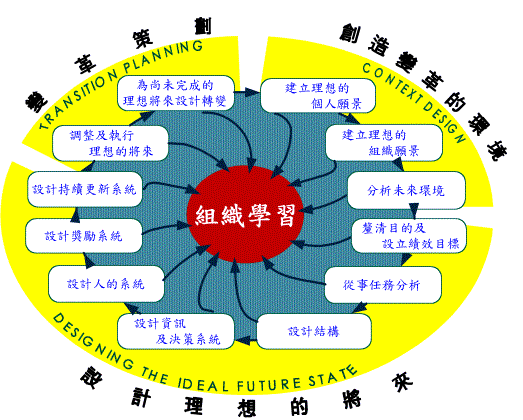 變革策劃
TRANSITION PLANNING
創造變革的環境
CONTEXT DESIGN
為尚未完成的
理想將來設計轉變
建立理想的
個人願景
調整及執行
理想的將來
建立理想的
組織願景
設計持續更新系統
分析未來環境
組織學習
設計獎勵系統
釐清目的及
設立績效目標
設計人的系統
從事任務分析
設計資訊
及決策系統
設計結構
DESIGNING THE IDEAL FUTURE STATE
設計理想的將來